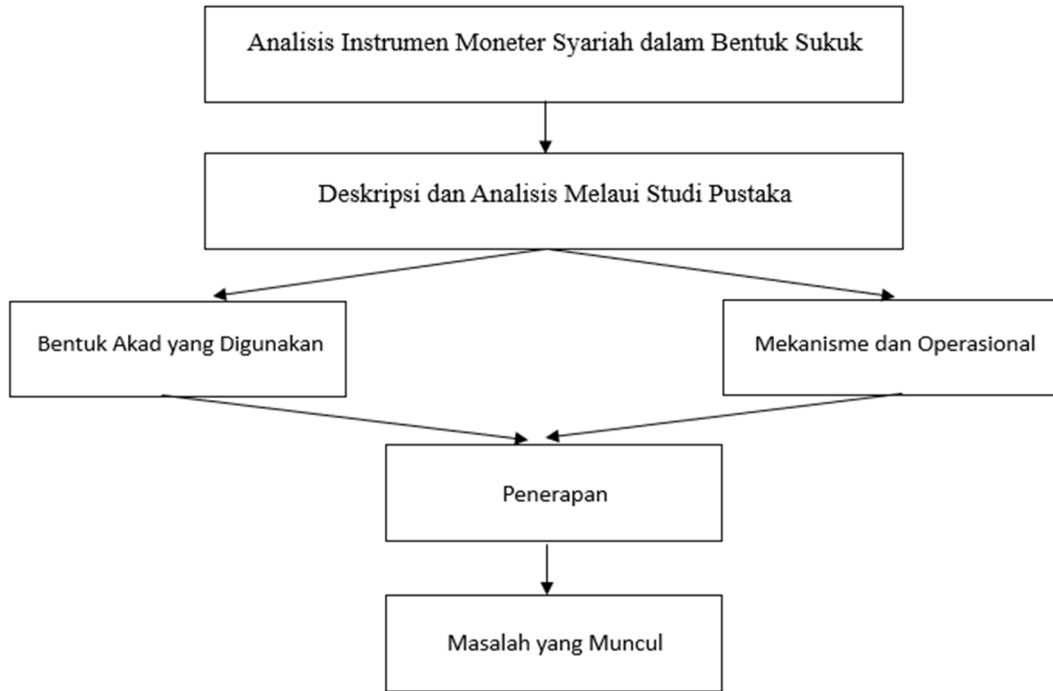 Analisis Instrumen Moneter Syariah dalam Bentuk Sukuk
Deskripsi dan Analisis Melaui Studi Pustaka
Bentuk Akad yang Digunakan
Mekanisme dan Operasional
Penerapan
Masalah yang Muncul